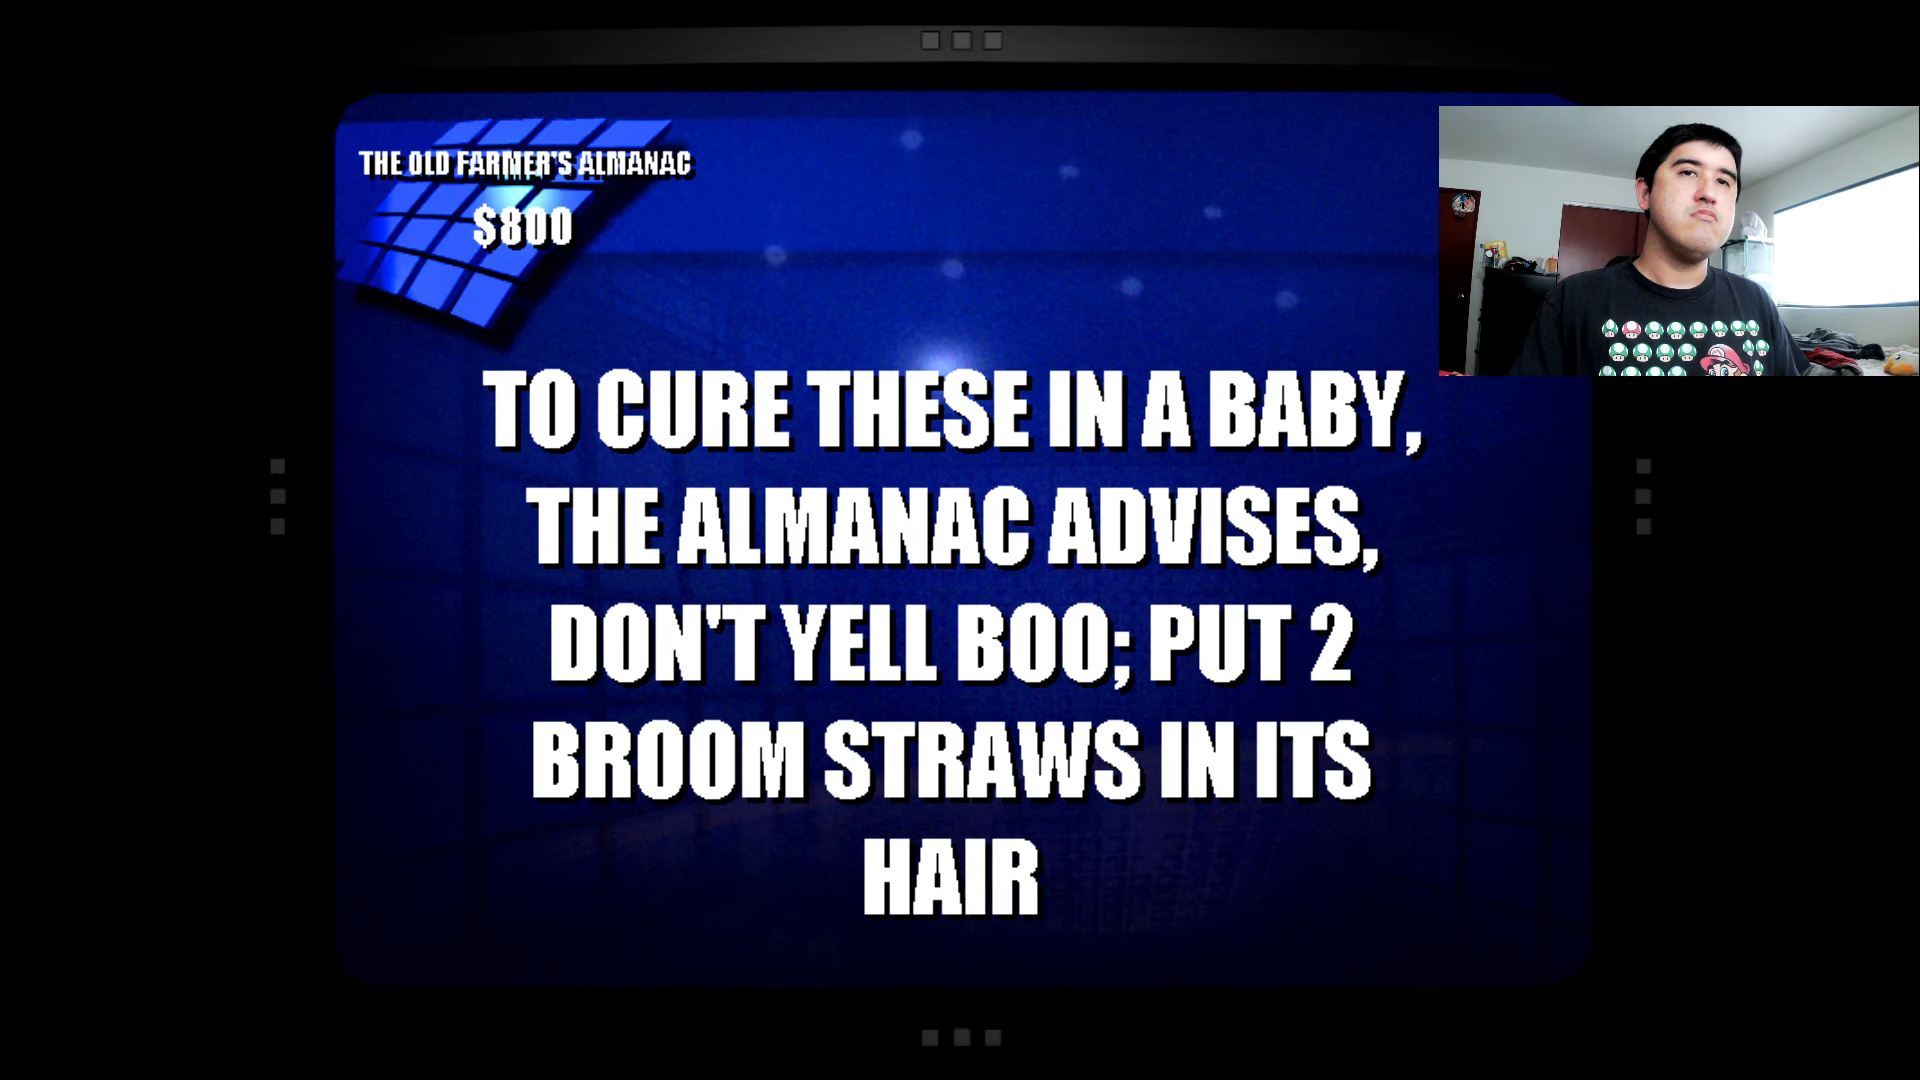 THE OLD FARMER'S ALMANAC
$800
TO CURE THESE IN A BABY,
THE ALMANAC ADVISES,
DON'T YELL BOO; PUT 2
BROOM STRAWS IN ITS
HAIR